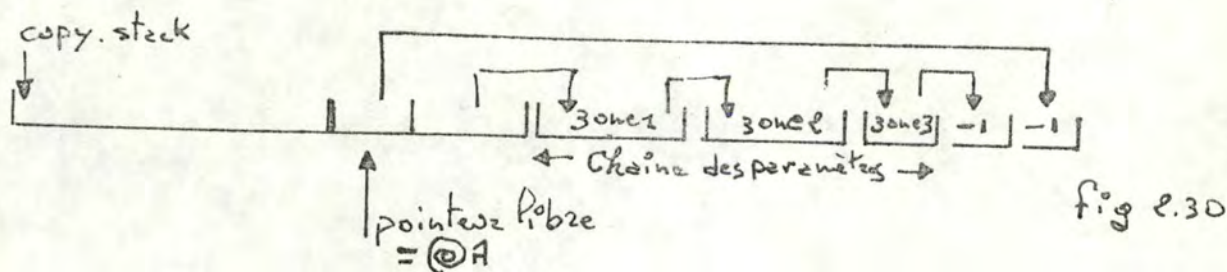 copy.stack
zone1 zone2 zone3 -1 -1
Chaine des paramètres
pointeur libre
= @A
fig 2.30